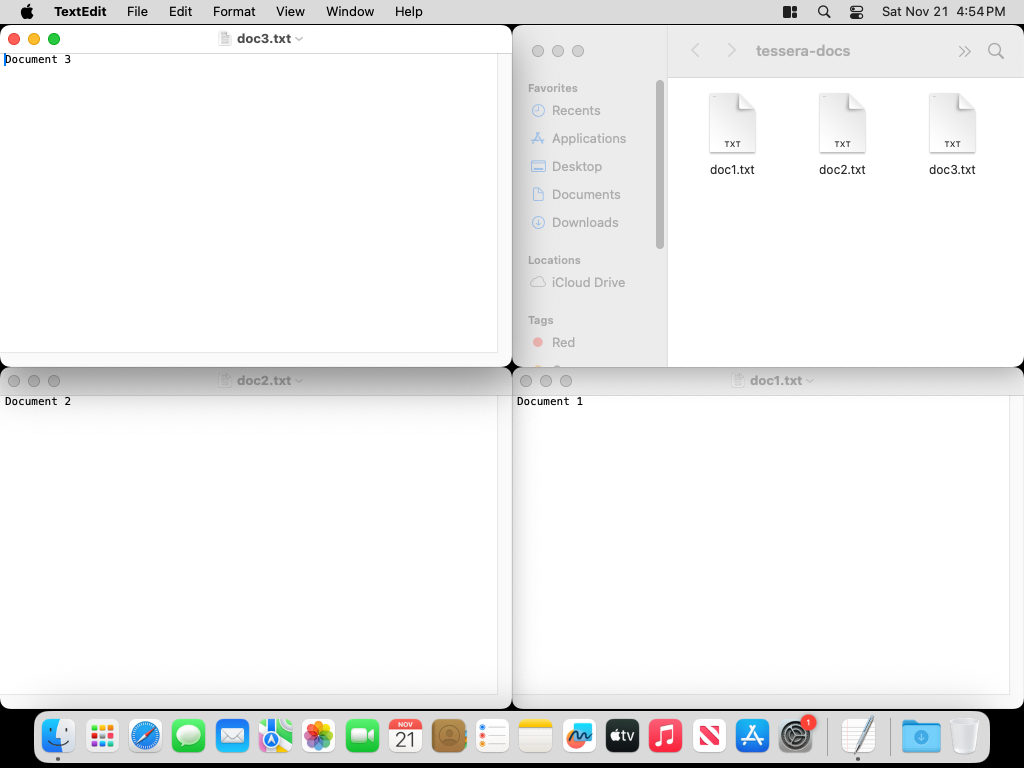 TextEdit File Edit Format View Window Help Sat Nov 21 4:54 PM
doc3.txt
Document 3
tessera-docs
Favorites
Recents
Applications
Desktop
Documents
Downloads
Locations
iCloud Drive
Tags
Red
TXT TXT TXT
doc1.txt doc2.txt doc3.txt
doc2.txt
Document 2
doc1.txt
Document 1
NOV
21
tv
1